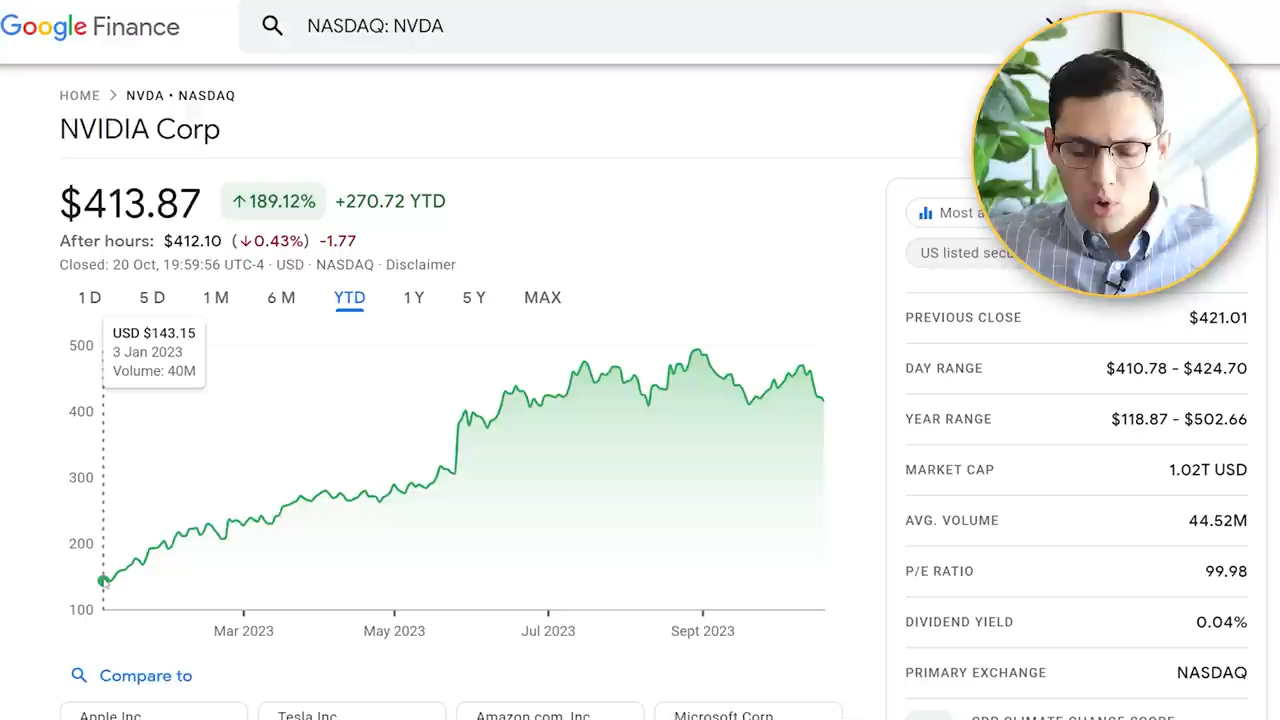 Google Finance
NASDAQ: NVDA
HOME > NVDA • NASDAQ
NVIDIA Corp
$413.87 ↑189.12% +270.72 YTD
After hours: $412.10 (↓0.43%) -1.77
Closed: 20 Oct, 19:59:56 UTC-4 · USD · NASDAQ · Disclaimer
1 D 5 D 1 M 6 M YTD 1 Y 5 Y MAX
USD $143.15
3 Jan 2023
Volume: 40M
500
400
300
200
100
Mar 2023 May 2023 Jul 2023 Sept 2023
Compare to
Apple Inc Tesla Inc Amazon.com, Inc. Microsoft Corp
Most
US listed
PREVIOUS CLOSE $421.01
DAY RANGE $410.78 - $424.70
YEAR RANGE $118.87 - $502.66
MARKET CAP 1.02T USD
AVG. VOLUME 44.52M
P/E RATIO 99.98
DIVIDEND YIELD 0.04%
PRIMARY EXCHANGE NASDAQ
CDP CLIMATE CHANGE SCORE